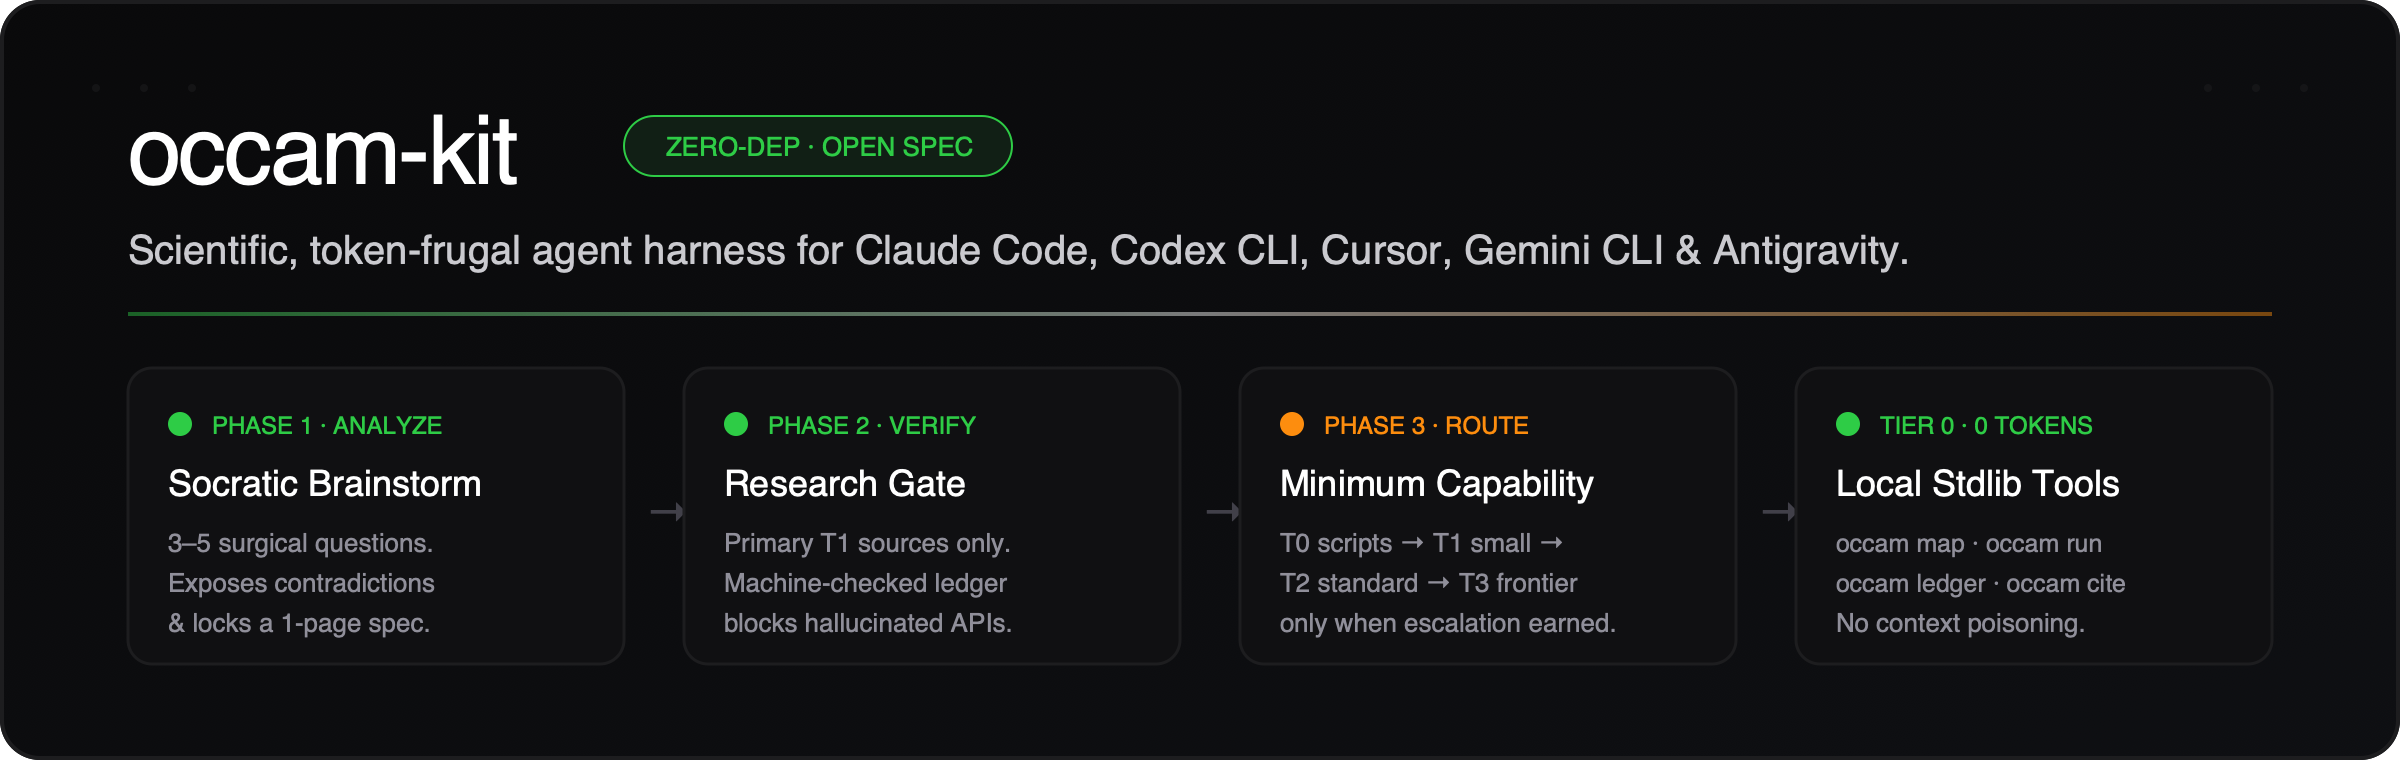 occam-kit
ZERO-DEP · OPEN SPEC
Scientific, token-frugal agent harness for Claude Code, Codex CLI, Cursor, Gemini CLI & Antigravity.
PHASE 1 · ANALYZE
Socratic Brainstorm
3–5 surgical questions.
Exposes contradictions
& locks a 1-page spec.
PHASE 2 · VERIFY
Research Gate
Primary T1 sources only.
Machine-checked ledger
blocks hallucinated APIs.
PHASE 3 · ROUTE
Minimum Capability
T0 scripts → T1 small →
T2 standard → T3 frontier
only when escalation earned.
TIER 0 · 0 TOKENS
Local Stdlib Tools
occam map · occam run
occam ledger · occam cite
No context poisoning.